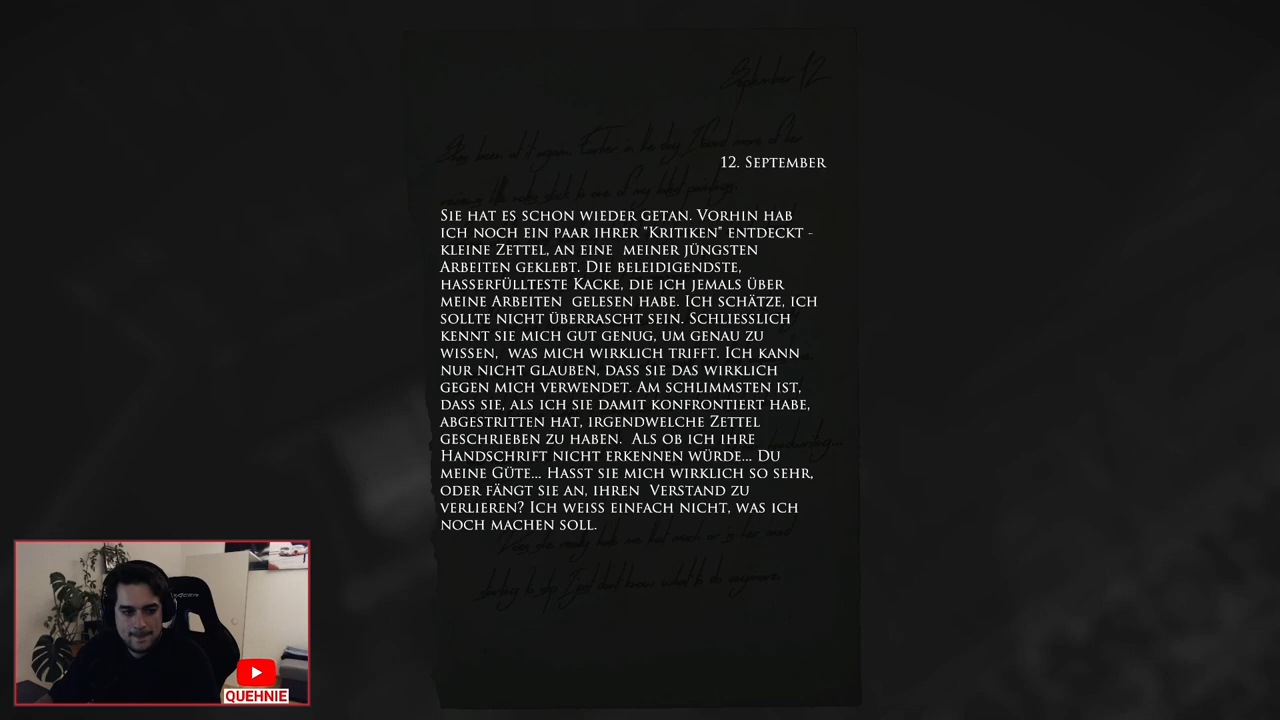 September 12
12. September
Sie hat es schon wieder getan. Vorhin hab
ich noch ein paar ihrer "Kritiken" entdeckt -
kleine Zettel, an eine  meiner jüngsten
Arbeiten geklebt. Die beleidigendste,
hasserfüllteste Kacke, die ich jemals über
meine Arbeiten  gelesen habe. Ich schätze, ich
sollte nicht überrascht sein. Schliesslich
kennt sie mich gut genug, um genau zu
wissen,  was mich wirklich trifft. Ich kann
nur nicht glauben, dass sie das wirklich
gegen mich verwendet. Am schlimmsten ist,
dass sie, als ich sie damit konfrontiert habe,
abgestritten hat, irgendwelche Zettel
geschrieben zu haben.  Als ob ich ihre
Handschrift nicht erkennen würde... Du
meine Güte... Hasst sie mich wirklich so sehr,
oder fängt sie an, ihren  Verstand zu
verlieren? Ich weiss einfach nicht, was ich
noch machen soll.
QUEHNIE